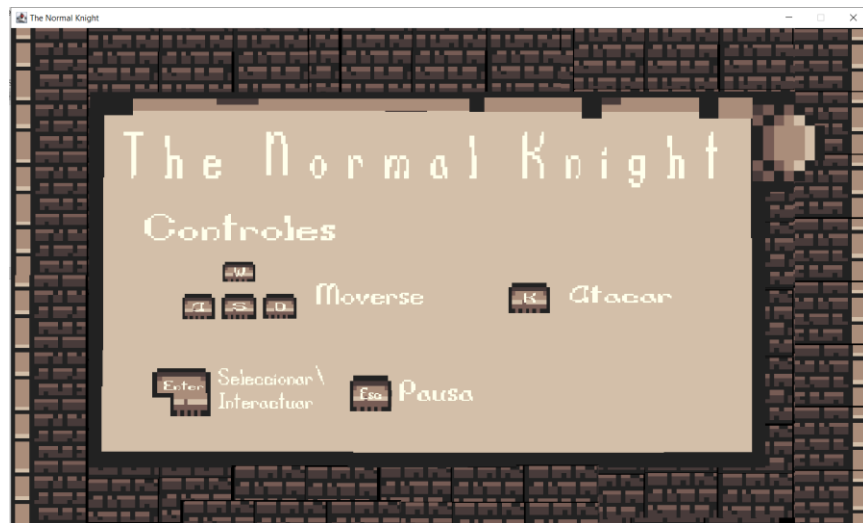 The Normal Knight
The Normal Knight
Controles
W
A S D Moverse
K Atacar
Enter Seleccionar\
Interactuar
Esc Pausa